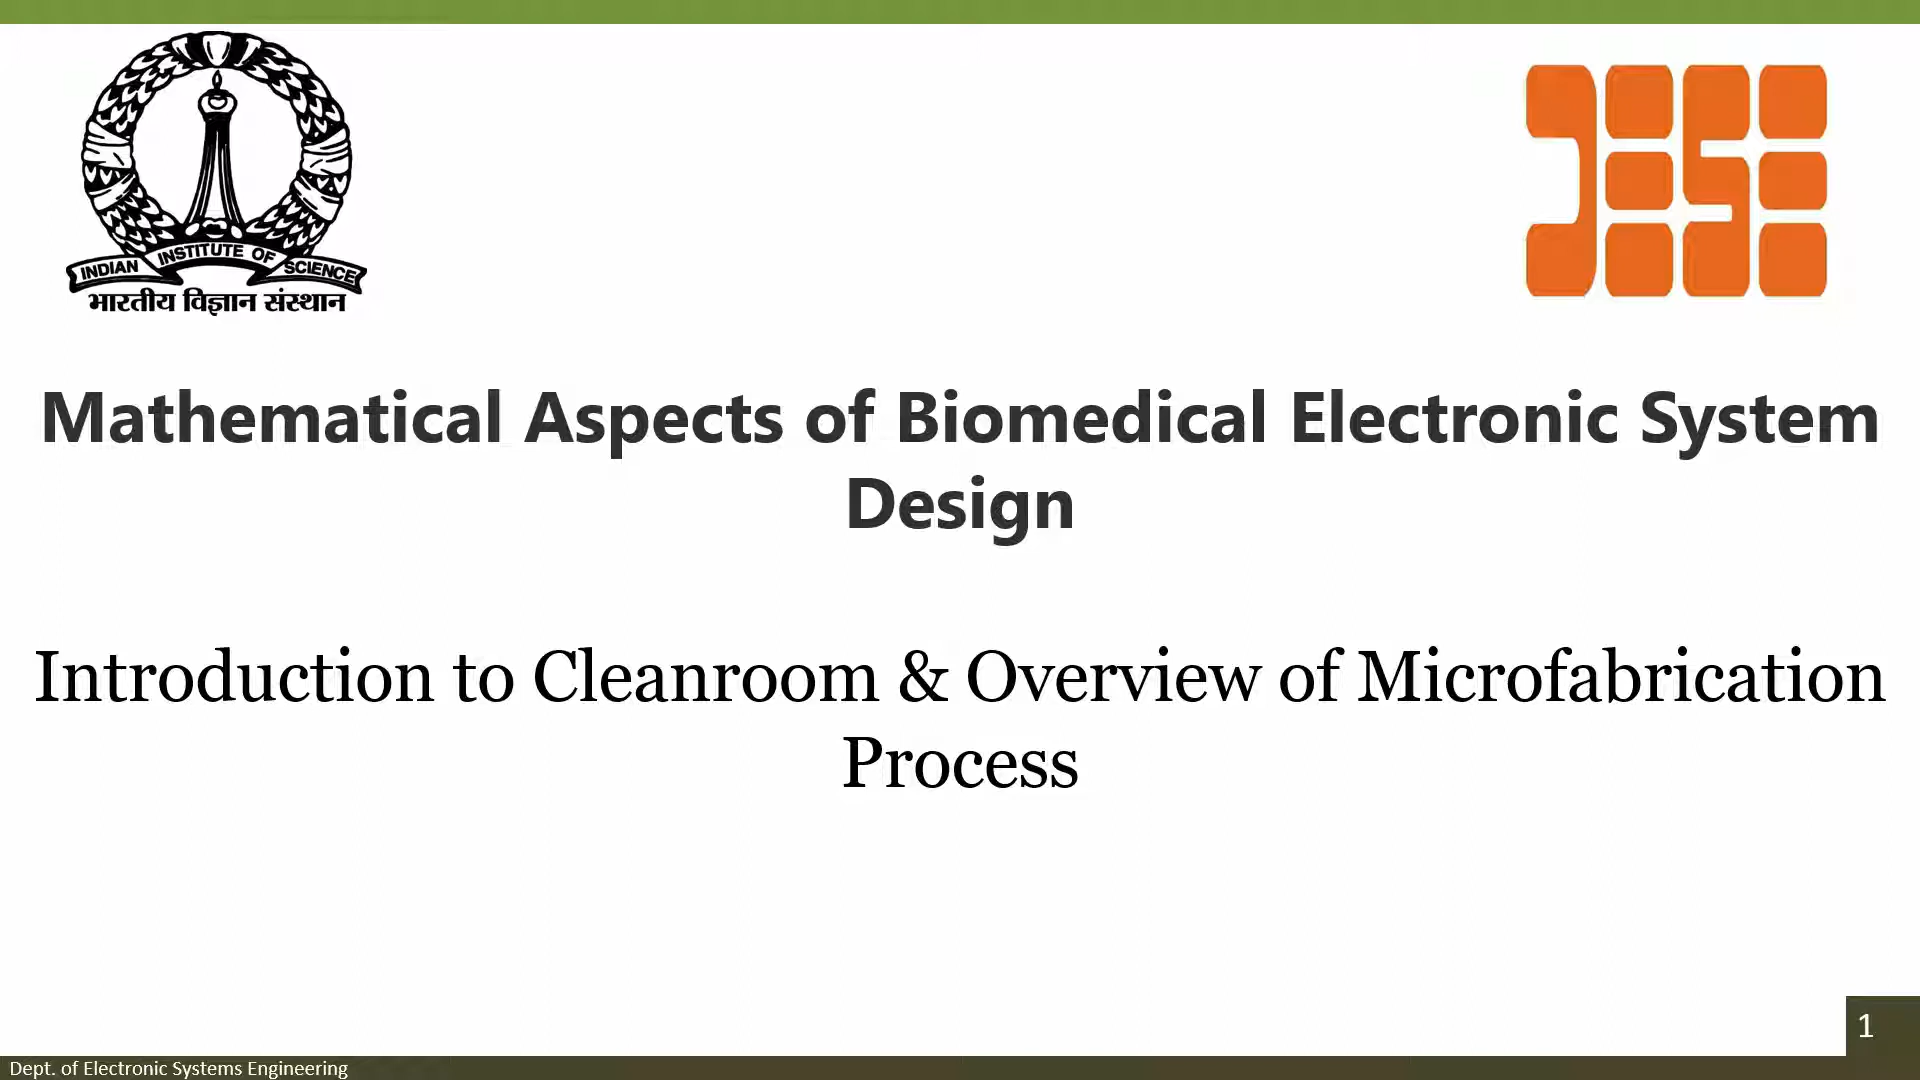 INDIAN INSTITUTE OF SCIENCE
भारतीय विज्ञान संस्थान
DESE
Mathematical Aspects of Biomedical Electronic System
Design
Introduction to Cleanroom & Overview of Microfabrication
Process
1
Dept. of Electronic Systems Engineering